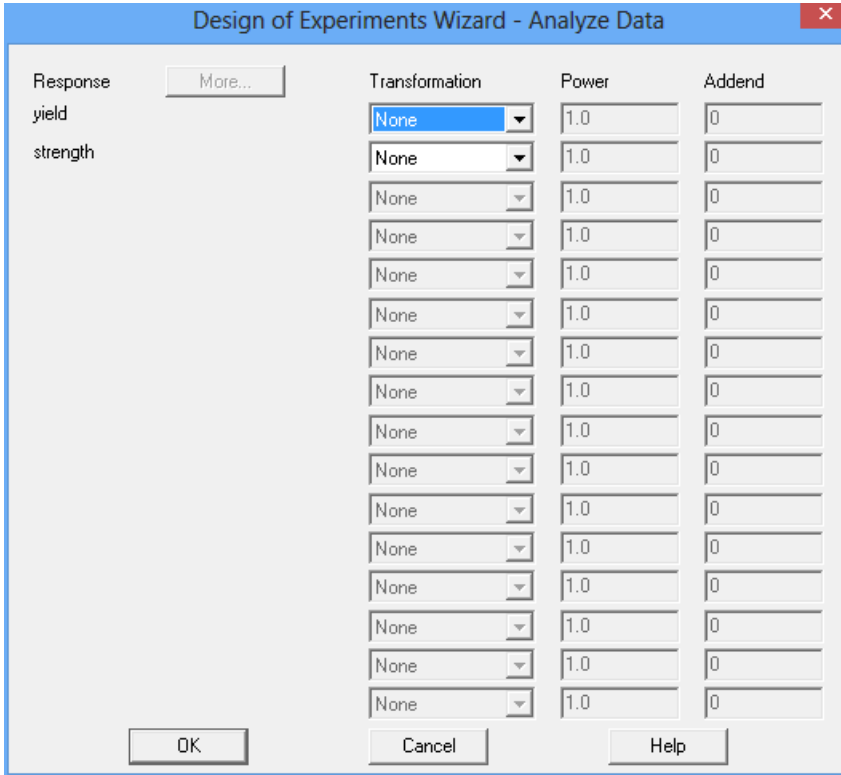 Design of Experiments Wizard - Analyze Data
Response More... Transformation Power Addend
yield None 1.0 0
strength None 1.0 0
None 1.0 0
None 1.0 0
None 1.0 0
None 1.0 0
None 1.0 0
None 1.0 0
None 1.0 0
None 1.0 0
None 1.0 0
None 1.0 0
None 1.0 0
None 1.0 0
None 1.0 0
None 1.0 0
OK Cancel Help